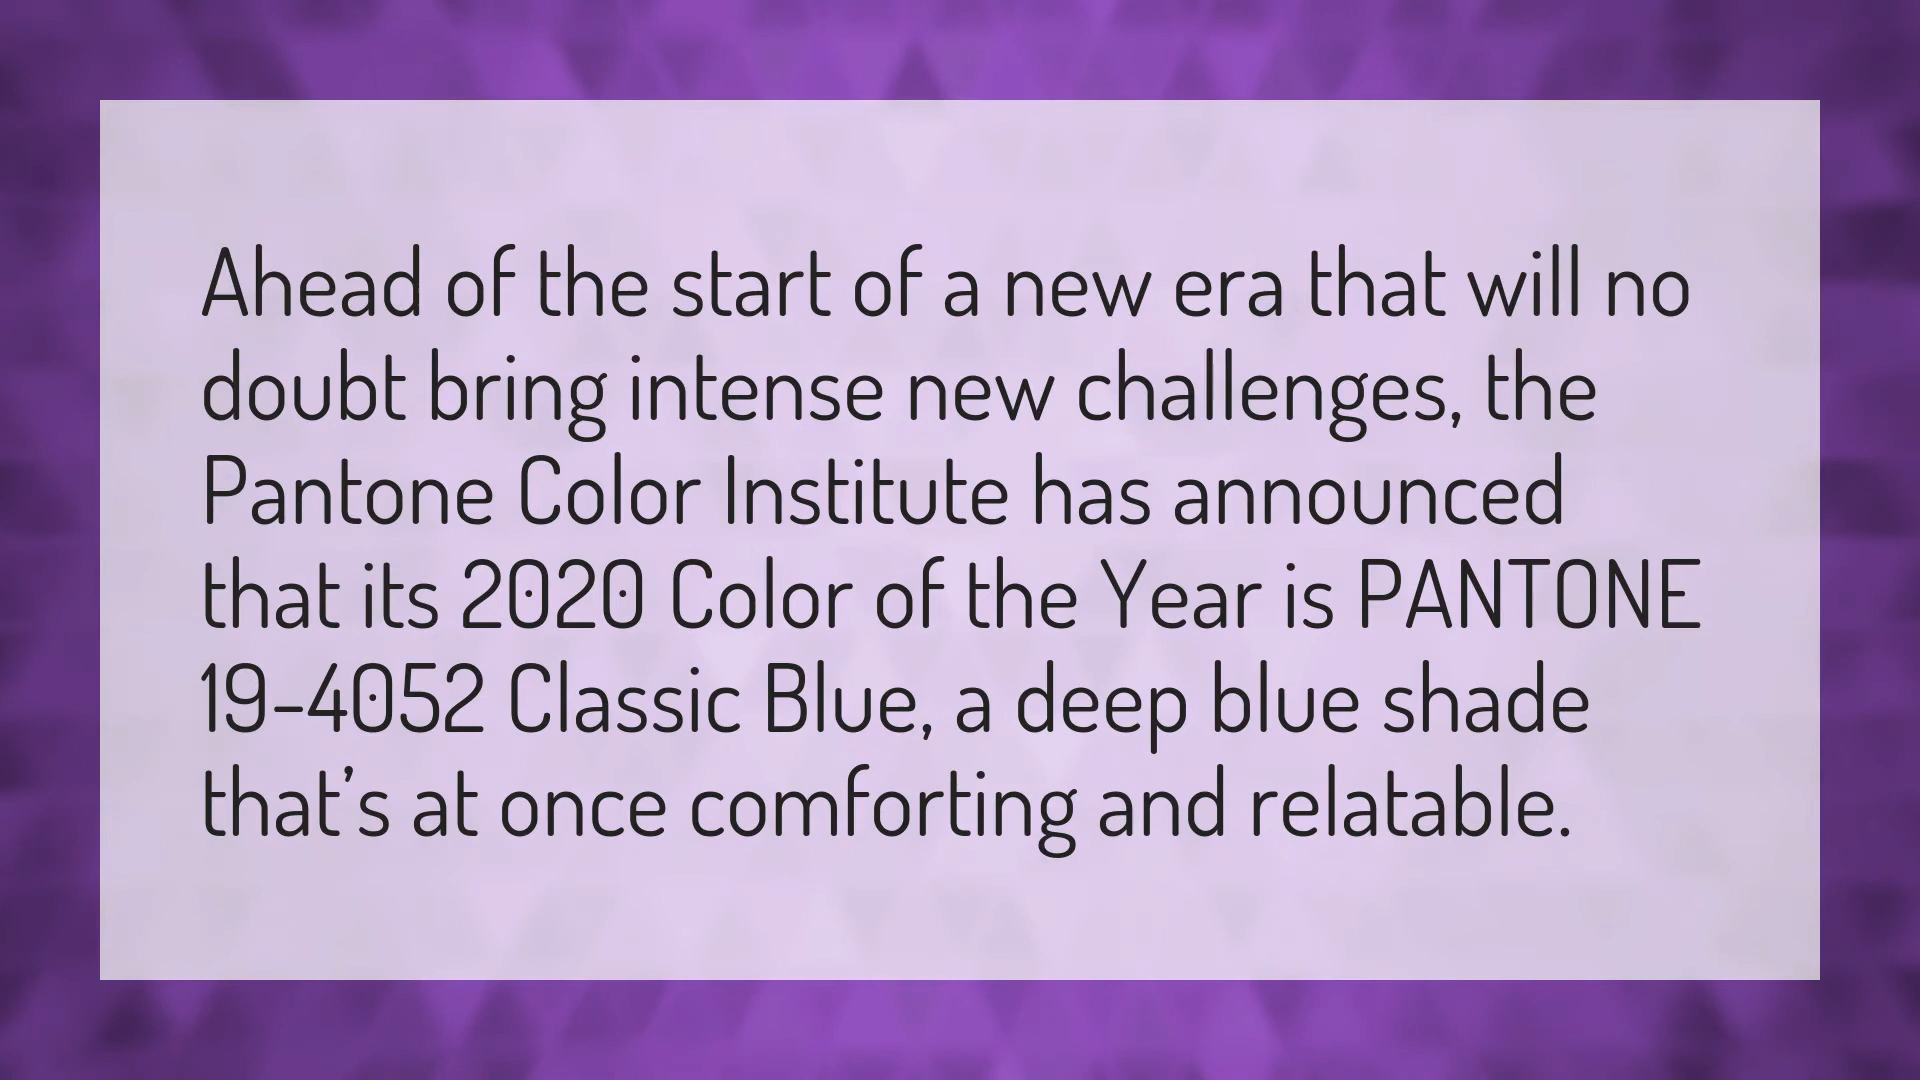 Ahead of the start of a new era that will no
doubt bring intense new challenges, the
Pantone Color Institute has announced
that its 2020 Color of the Year is PANTONE
19-4052 Classic Blue, a deep blue shade
that’s at once comforting and relatable.